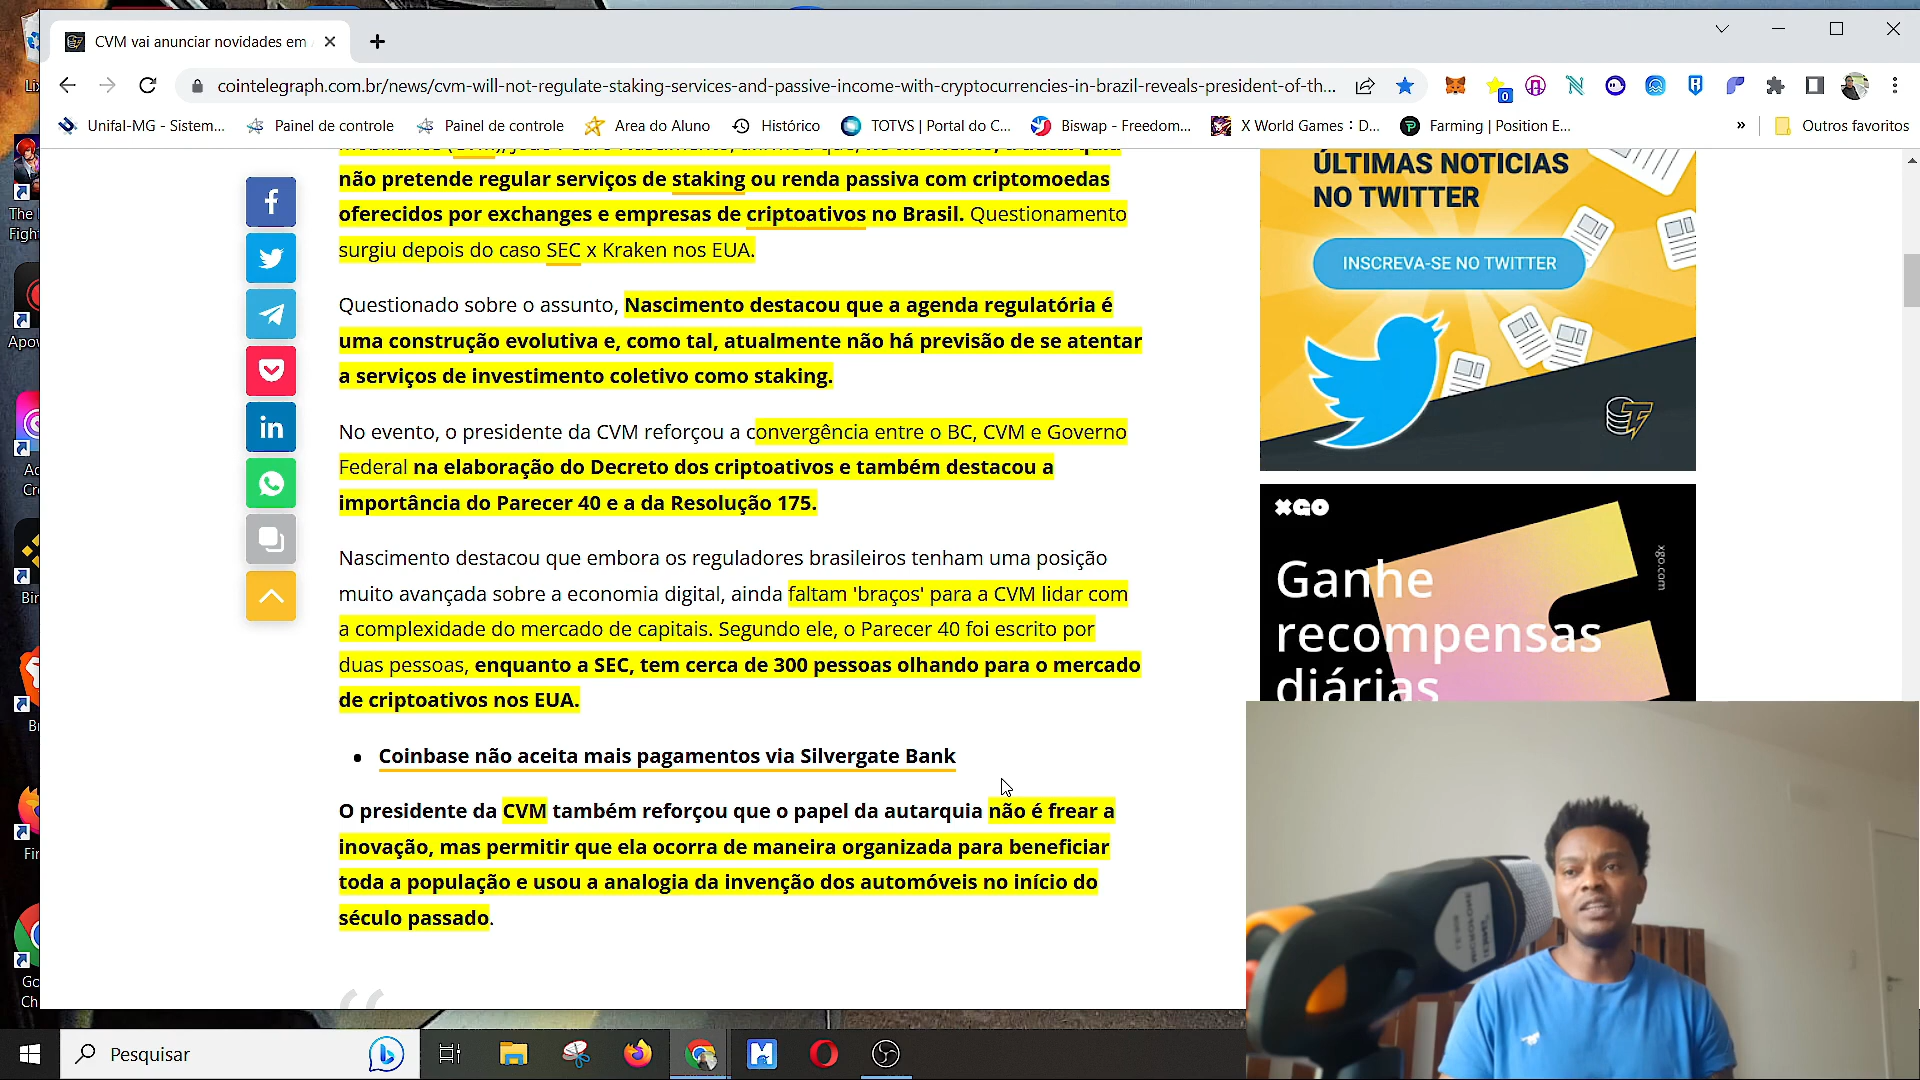 CVM vai anunciar novidades em
cointelegraph.com.br/news/cvm-will-not-regulate-staking-services-and-passive-income-with-cryptocurrencies-in-brazil-reveals-president-of-th...
0
Unifal-MG - Sistem...
Painel de controle
Painel de controle
Area do Aluno
Histórico
TOTVS | Portal do C...
Biswap - Freedom...
X World Games : D...
Farming | Position E...
»
Outros favoritos
não pretende regular serviços de staking ou renda passiva com criptomoedas
oferecidos por exchanges e empresas de criptoativos no Brasil. Questionamento
surgiu depois do caso SEC x Kraken nos EUA.
Questionado sobre o assunto, Nascimento destacou que a agenda regulatória é
uma construção evolutiva e, como tal, atualmente não há previsão de se atentar
a serviços de investimento coletivo como staking.
No evento, o presidente da CVM reforçou a convergência entre o BC, CVM e Governo
Federal na elaboração do Decreto dos criptoativos e também destacou a
importância do Parecer 40 e a da Resolução 175.
Nascimento destacou que embora os reguladores brasileiros tenham uma posição
muito avançada sobre a economia digital, ainda faltam 'braços' para a CVM lidar com
a complexidade do mercado de capitais. Segundo ele, o Parecer 40 foi escrito por
duas pessoas, enquanto a SEC, tem cerca de 300 pessoas olhando para o mercado
de criptoativos nos EUA.
• Coinbase não aceita mais pagamentos via Silvergate Bank
O presidente da CVM também reforçou que o papel da autarquia não é frear a
inovação, mas permitir que ela ocorra de maneira organizada para beneficiar
toda a população e usou a analogia da invenção dos automóveis no início do
século passado.
ÚLTIMAS NOTÍCIAS
NO TWITTER
INSCREVA-SE NO TWITTER
XGO
xgo.com
Ganhe
recompensas
diárias
The
Fight
Pesquisar